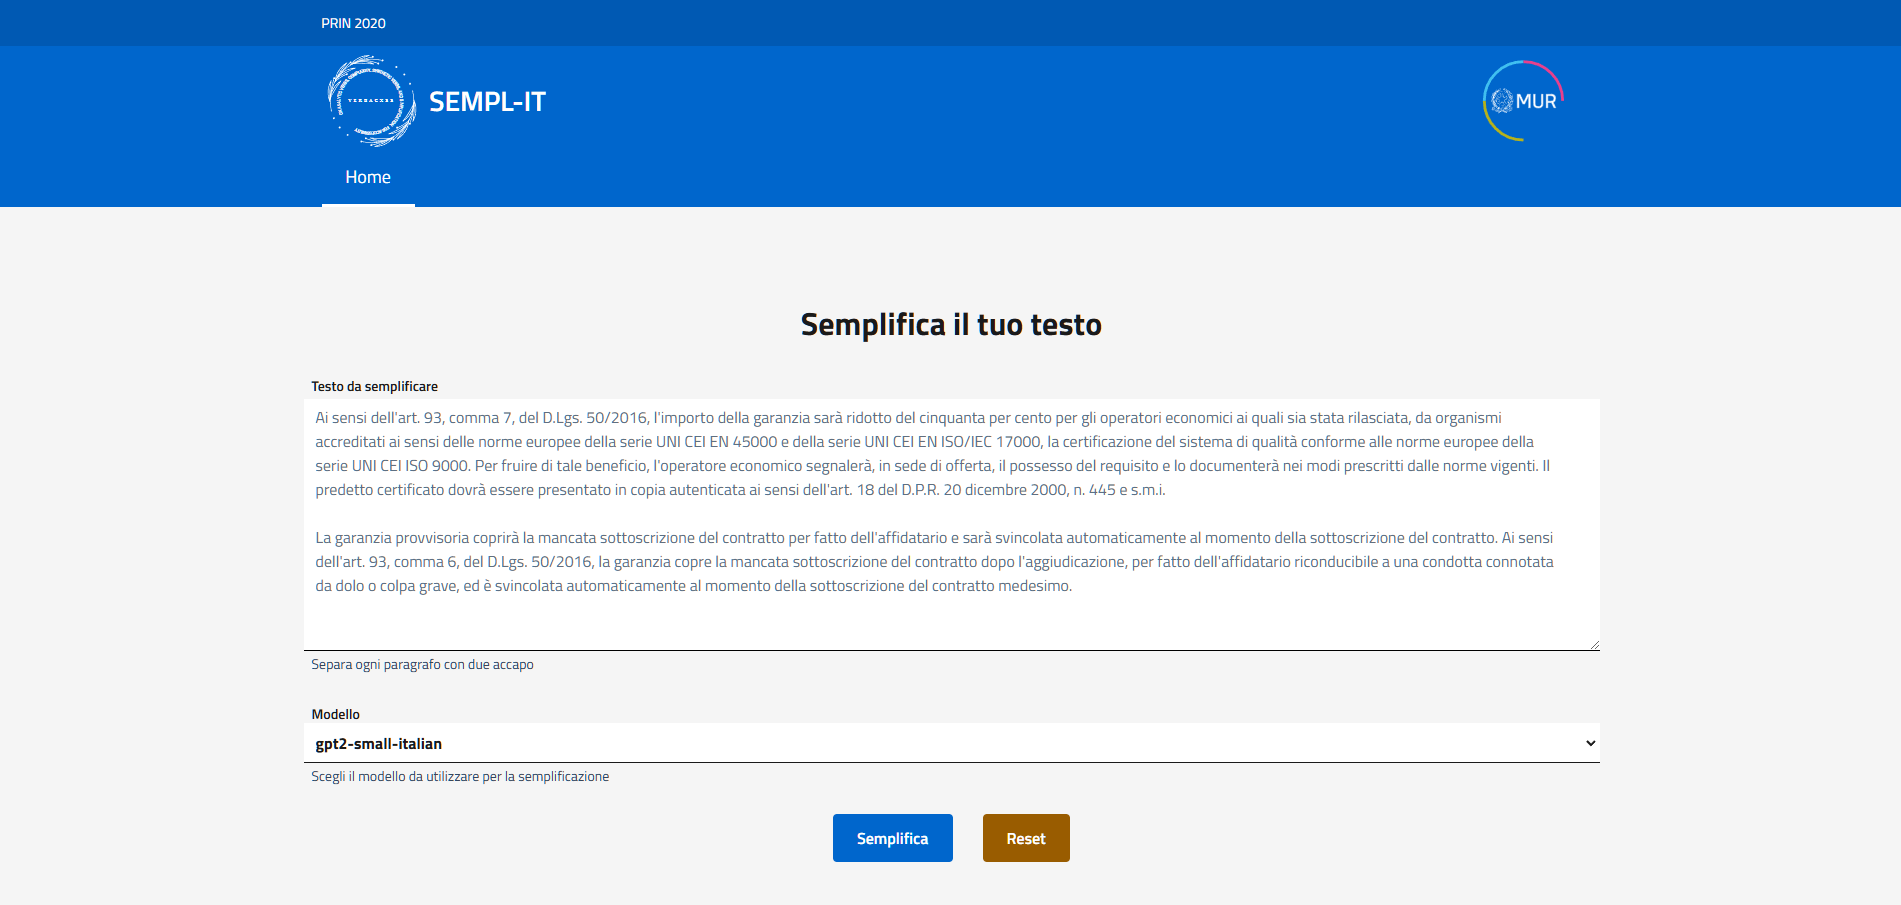 PRIN 2020
VERBACXSS
SEMPL-IT
MUR
Home
Semplifica il tuo testo
Testo da semplificare
Ai sensi dell'art. 93, comma 7, del D.Lgs. 50/2016, l'importo della garanzia sarà ridotto del cinquanta per cento per gli operatori economici ai quali sia stata rilasciata, da organismi
accreditati ai sensi delle norme europee della serie UNI CEI EN 45000 e della serie UNI CEI EN ISO/IEC 17000, la certificazione del sistema di qualità conforme alle norme europee della
serie UNI CEI ISO 9000. Per fruire di tale beneficio, l'operatore economico segnalerà, in sede di offerta, il possesso del requisito e lo documenterà nei modi prescritti dalle norme vigenti. Il
predetto certificato dovrà essere presentato in copia autenticata ai sensi dell'art. 18 del D.P.R. 20 dicembre 2000, n. 445 e s.m.i.
La garanzia provvisoria coprirà la mancata sottoscrizione del contratto per fatto dell'affidatario e sarà svincolata automaticamente al momento della sottoscrizione del contratto. Ai sensi
dell'art. 93, comma 6, del D.Lgs. 50/2016, la garanzia copre la mancata sottoscrizione del contratto dopo l'aggiudicazione, per fatto dell'affidatario riconducibile a una condotta connotata
da dolo o colpa grave, ed è svincolata automaticamente al momento della sottoscrizione del contratto medesimo.
Separa ogni paragrafo con due accapo
Modello
gpt2-small-italian
Scegli il modello da utilizzare per la semplificazione
Semplifica
Reset